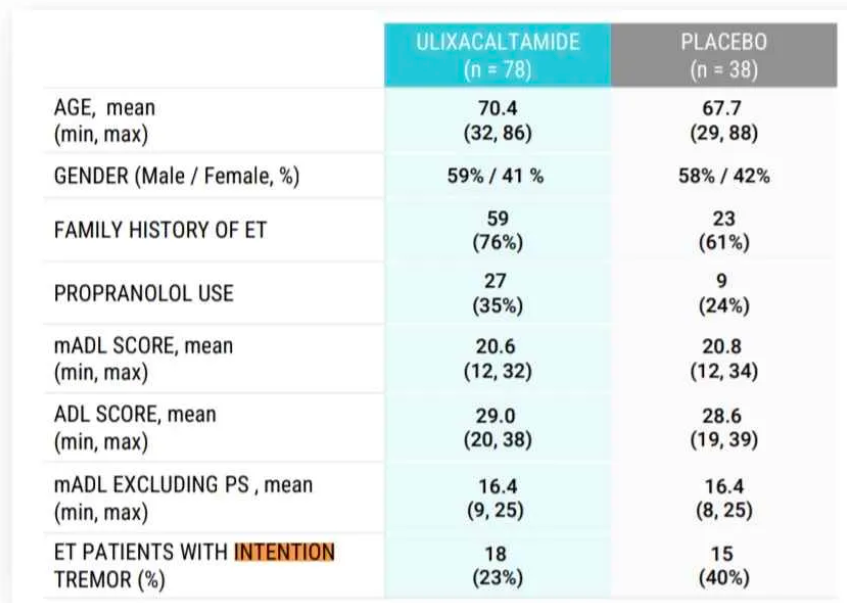 ULIXACALTAMIDE PLACEBO
(n = 78) (n = 38)
AGE, mean 70.4 67.7
(min, max) (32, 86) (29, 88)
GENDER (Male / Female, %) 59% / 41 % 58% / 42%
FAMILY HISTORY OF ET 59 23
(76%) (61%)
PROPRANOLOL USE 27 9
(35%) (24%)
mADL SCORE, mean 20.6 20.8
(min, max) (12, 32) (12, 34)
ADL SCORE, mean 29.0 28.6
(min, max) (20, 38) (19, 39)
mADL EXCLUDING PS , mean 16.4 16.4
(min, max) (9, 25) (8, 25)
ET PATIENTS WITH INTENTION 18 15
TREMOR (%) (23%) (40%)